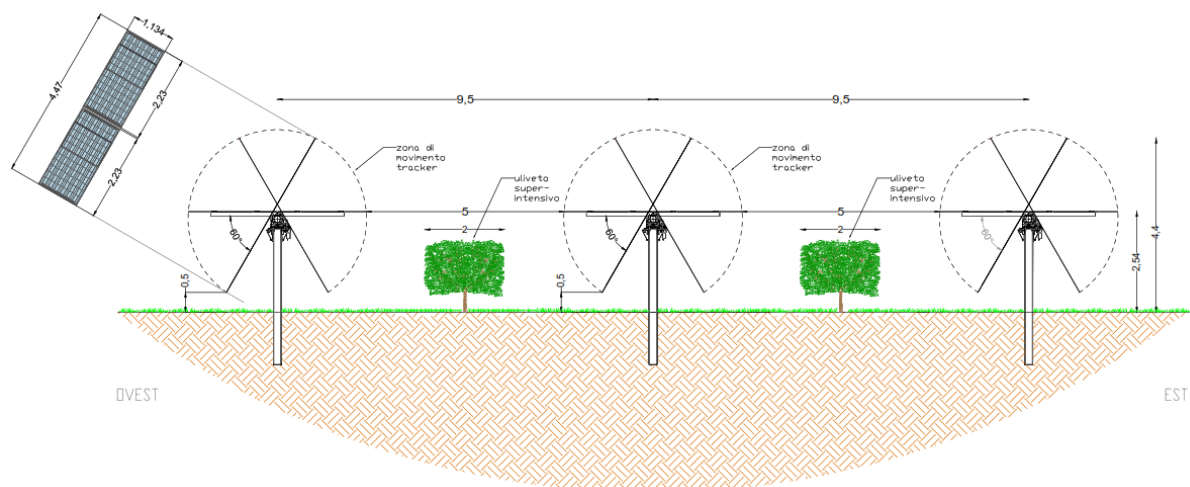 1,134
4,47
2,23
2,23
9,5
9,5
zona di
movimento
tracker
zona di
movimento
tracker
uliveto
super-
intensivo
uliveto
super-
intensivo
5
5
2
2
60°
60°
60°
0,5
0,5
2,54
4,4
OVEST
EST